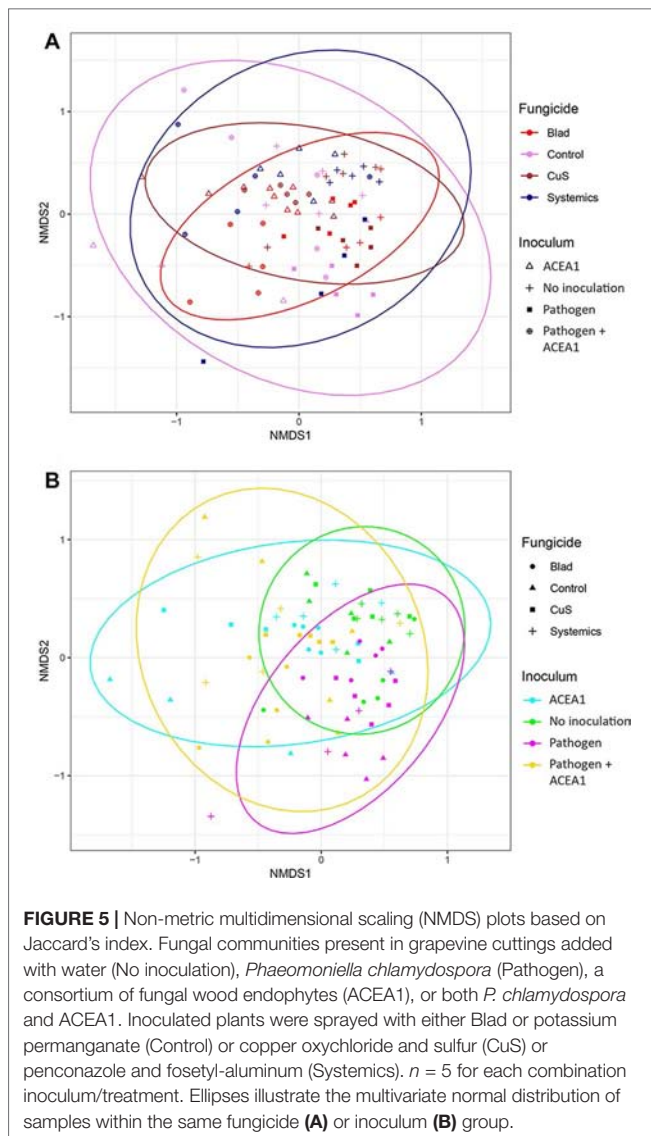 A
Fungicide
Blad
Control
CuS
Systemics
Inoculum
ACEA1
No inoculation
Pathogen
Pathogen +
ACEA1
NMDS2
1
0
−1
−1
0
1
NMDS1
B
Fungicide
Blad
Control
CuS
Systemics
Inoculum
ACEA1
No inoculation
Pathogen
Pathogen +
ACEA1
NMDS2
1
0
−1
−1
0
1
NMDS1
FIGURE 5 | Non-metric multidimensional scaling (NMDS) plots based on
Jaccard's index. Fungal communities present in grapevine cuttings added
with water (No inoculation), Phaeomoniella chlamydospora (Pathogen), a
consortium of fungal wood endophytes (ACEA1), or both P. chlamydospora
and ACEA1. Inoculated plants were sprayed with either Blad or potassium
permanganate (Control) or copper oxychloride and sulfur (CuS) or
penconazole and fosetyl-aluminum (Systemics). n = 5 for each combination
inoculum/treatment. Ellipses illustrate the multivariate normal distribution of
samples within the same fungicide (A) or inoculum (B) group.